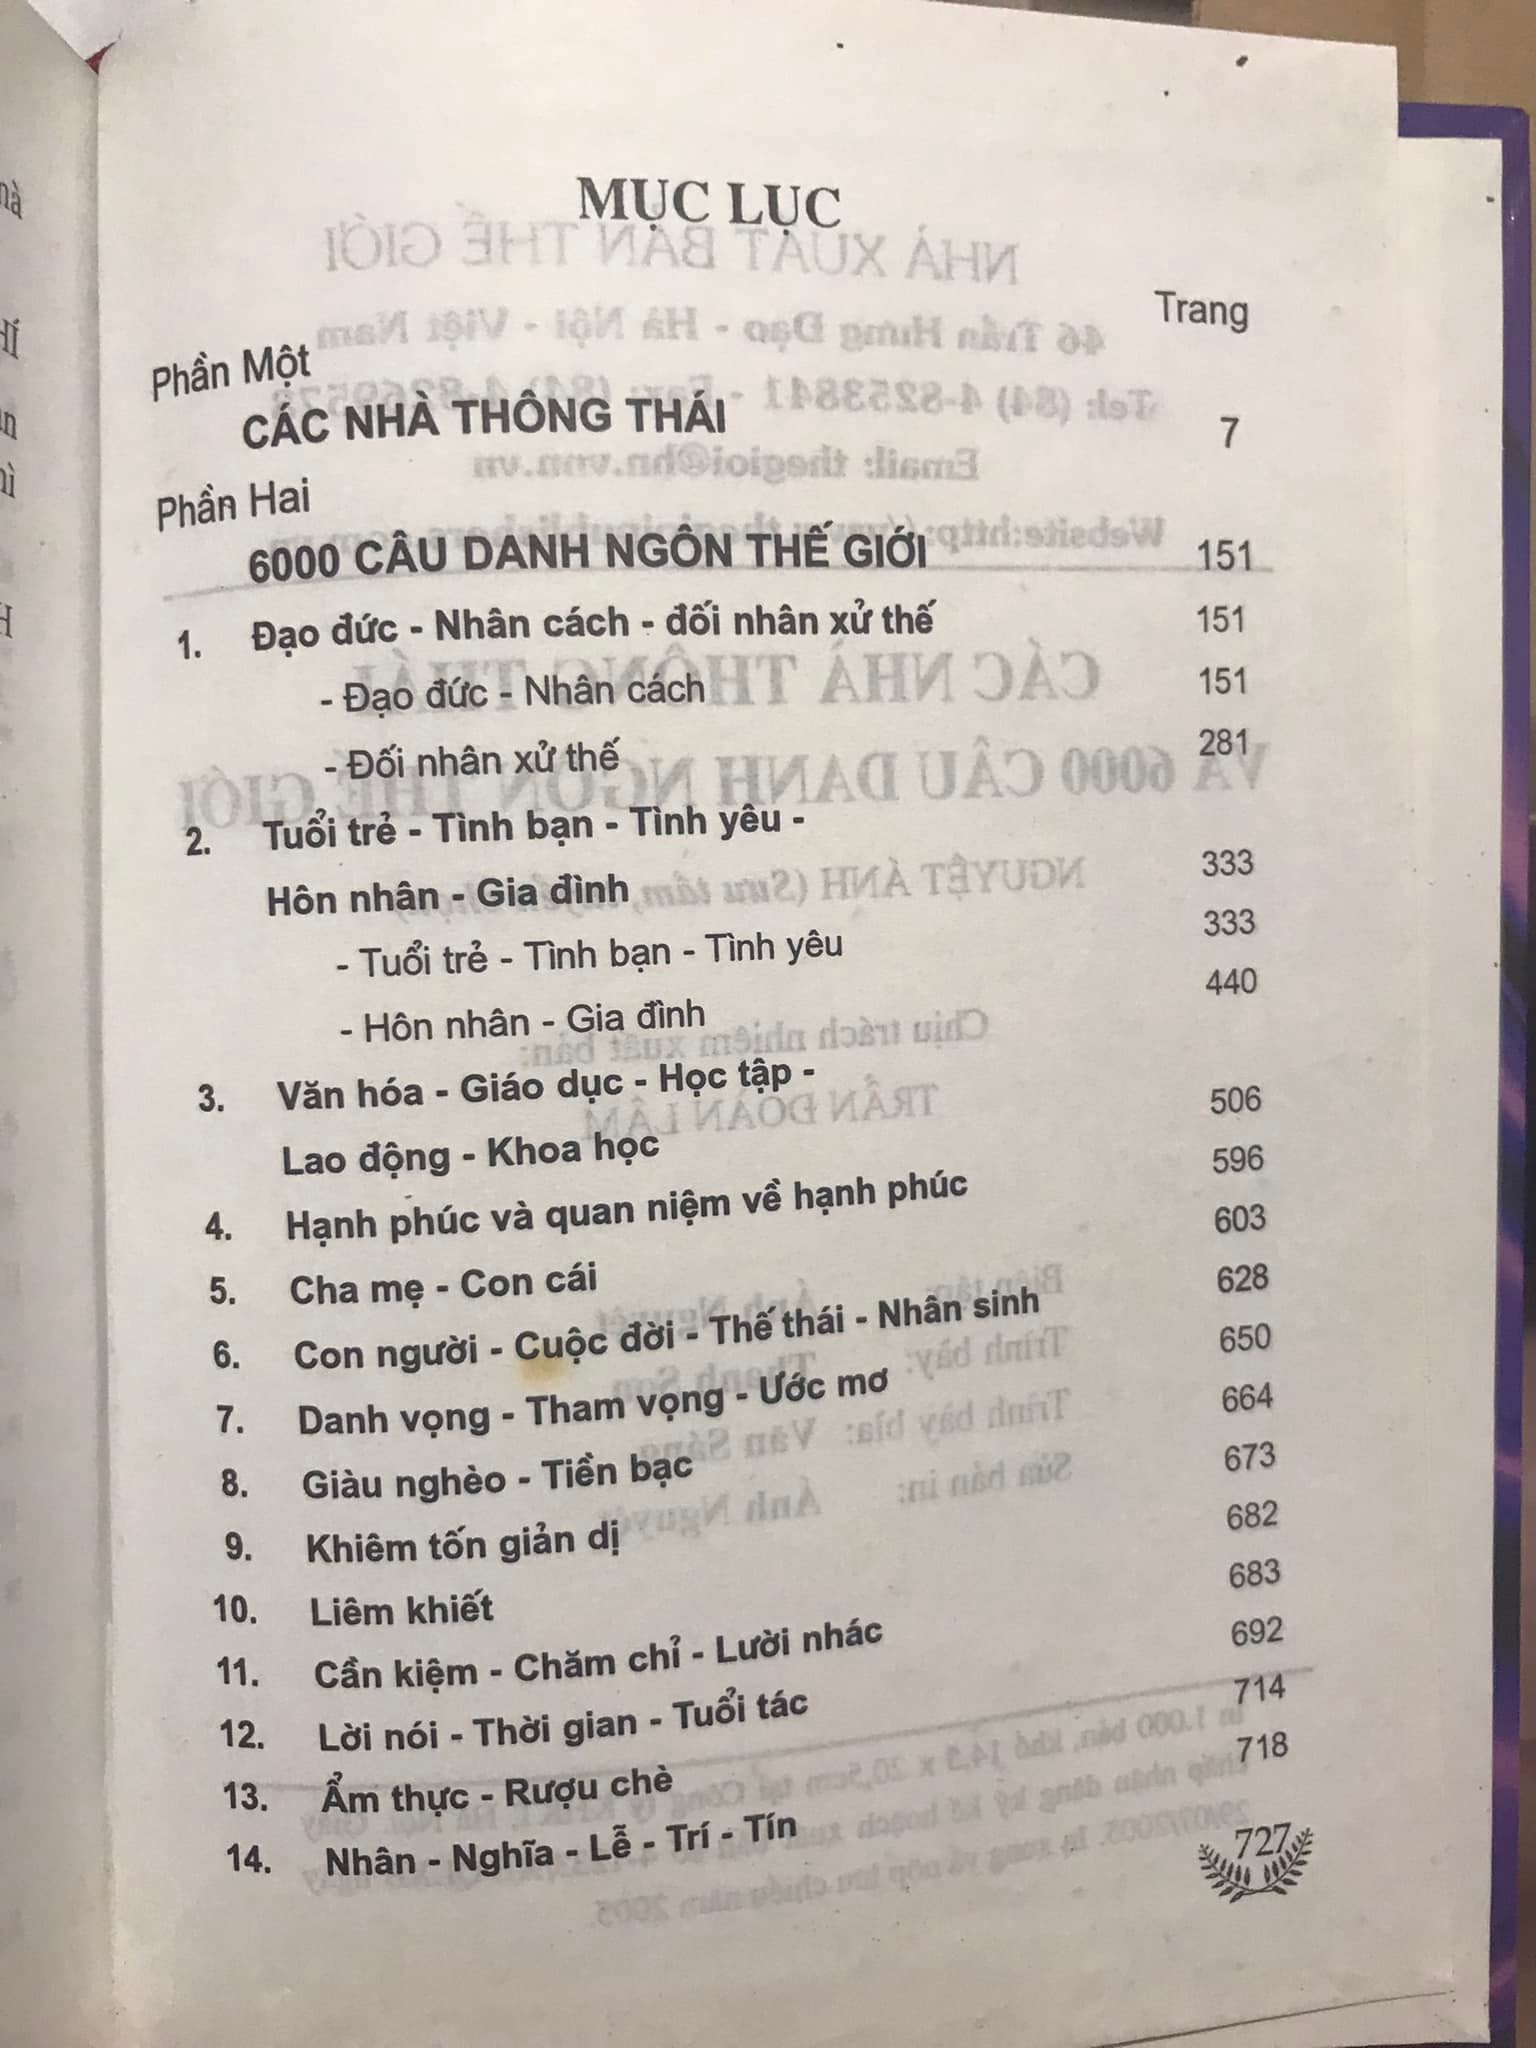 MỤC LỤC
Trang
Phần Một
CÁC NHÀ THÔNG THÁI 7
Phần Hai
6000 CÂU DANH NGÔN THẾ GIỚI 151
1. Đạo đức - Nhân cách - đối nhân xử thế 151
- Đạo đức - Nhân cách 151
- Đối nhân xử thế 281
2. Tuổi trẻ - Tình bạn - Tình yêu -
Hôn nhân - Gia đình 333
- Tuổi trẻ - Tình bạn - Tình yêu 333
- Hôn nhân - Gia đình 440
3. Văn hóa - Giáo dục - Học tập -
Lao động - Khoa học 506
4. Hạnh phúc và quan niệm về hạnh phúc 596
5. Cha mẹ - Con cái 603
6. Con người - Cuộc đời - Thế thái - Nhân sinh 628
7. Danh vọng - Tham vọng - Ước mơ 650
8. Giàu nghèo - Tiền bạc 664
9. Khiêm tốn giản dị 673
10. Liêm khiết 682
11. Cần kiệm - Chăm chỉ - Lười nhác 683
12. Lời nói - Thời gian - Tuổi tác 692
13. Ẩm thực - Rượu chè 714
14. Nhân - Nghĩa - Lễ - Trí - Tín 718
727